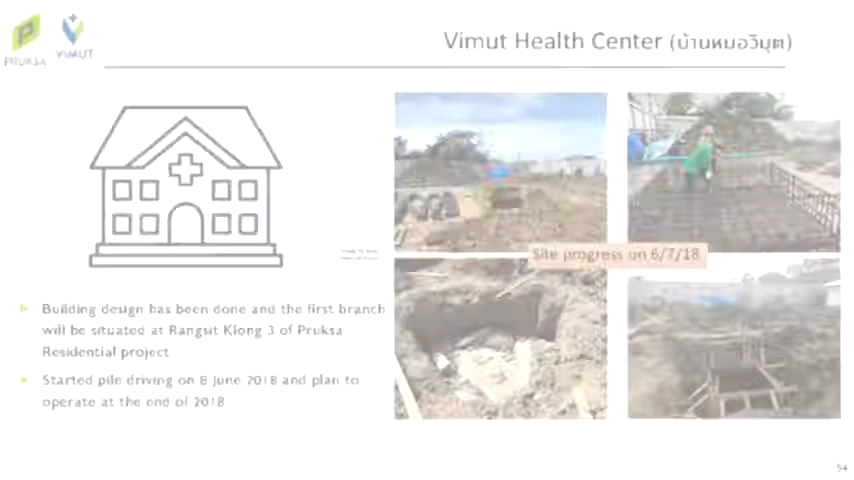 PRUKSA
VIMUT
Vimut Health Center (บ้านหมอวิมุต)
Site progress on 6/7/18
Building design has been done and the first branch
will be situated at Rangsit Klong 3 of Pruksa
Residential project
Started pile driving on 8 June 2018 and plan to
operate at the end of 2018
54